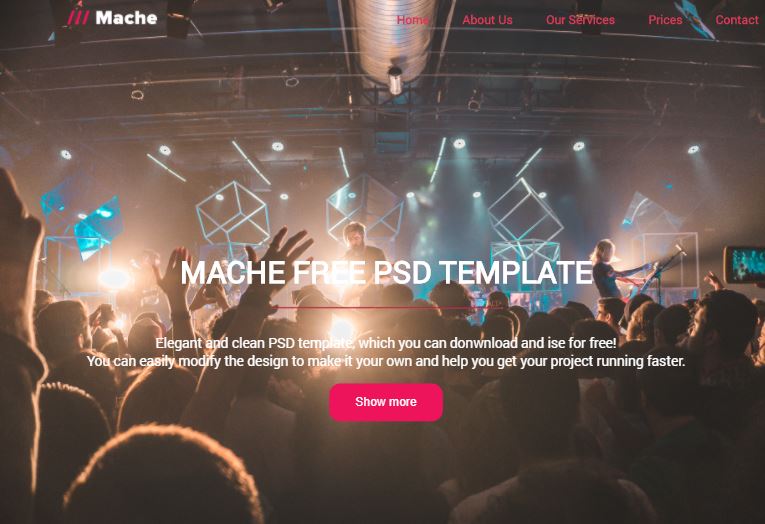 /// Mache
Home About Us Our Services Prices Contact
MACHE FREE PSD TEMPLATE
Elegant and clean PSD template, which you can donwnload and ise for free!
You can easily modify the design to make it your own and help you get your project running faster.
Show more